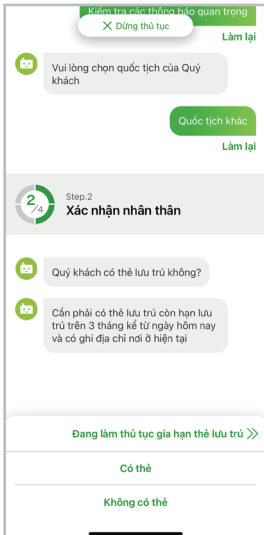 Kiểm tra các thông báo quan trọng
Dừng thủ tục
Làm lại
Vui lòng chọn quốc tịch của Quý
khách
Quốc tịch khác
Làm lại
2/4
Step.2
Xác nhận nhân thân
Quý khách có thẻ lưu trú không?
Cần phải có thẻ lưu trú còn hạn lưu
trú trên 3 tháng kể từ ngày hôm nay
và có ghi địa chỉ nơi ở hiện tại
Đang làm thủ tục gia hạn thẻ lưu trú
Có thẻ
Không có thẻ